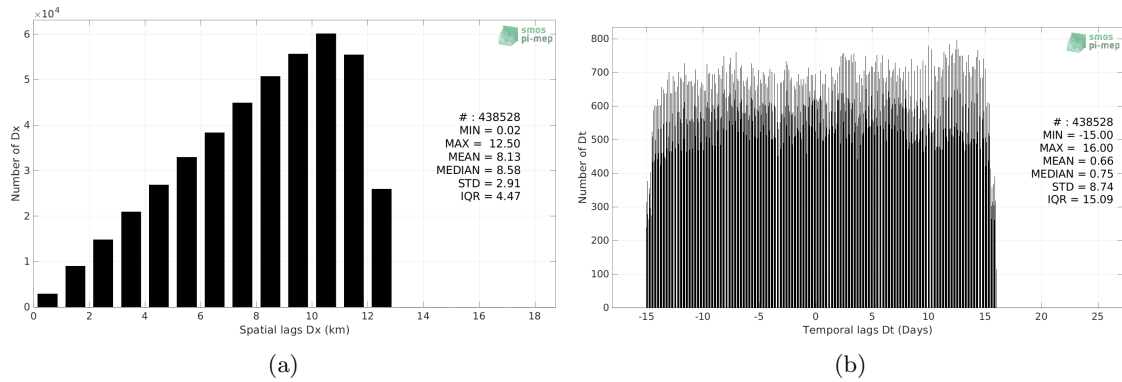 ×10⁴
6
5
4
3
2
1
0
Number of Dx
0 2 4 6 8 10 12 14 16 18
Spatial lags Dx (km)
smos
pi-mep
# : 438528
MIN = 0.02
MAX = 12.50
MEAN = 8.13
MEDIAN = 8.58
STD = 2.91
IQR = 4.47
(a)
800
700
600
500
400
300
200
100
0
Number of Dt
-15 -10 -5 0 5 10 15 20 25
Temporal lags Dt (Days)
smos
pi-mep
# : 438528
MIN = -15.00
MAX = 16.00
MEAN = 0.66
MEDIAN = 0.75
STD = 8.74
IQR = 15.09
(b)